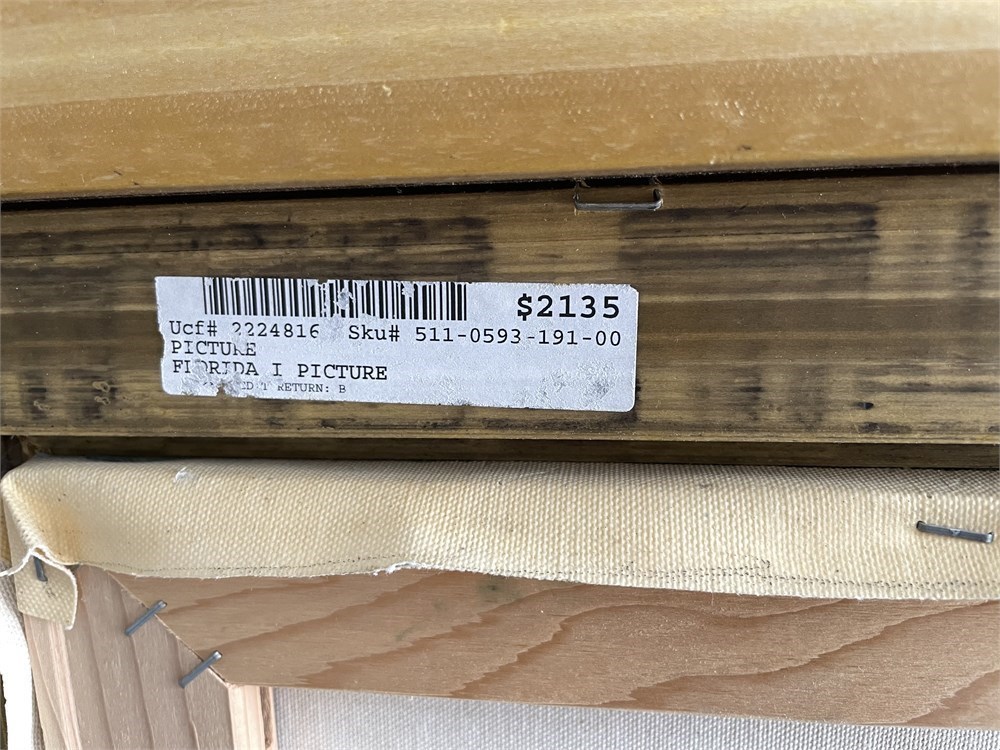 $2135
Ucf# 2224816 Sku# 511-0593-191-00
PICTURE
FLORIDA I PICTURE
RETURN: B